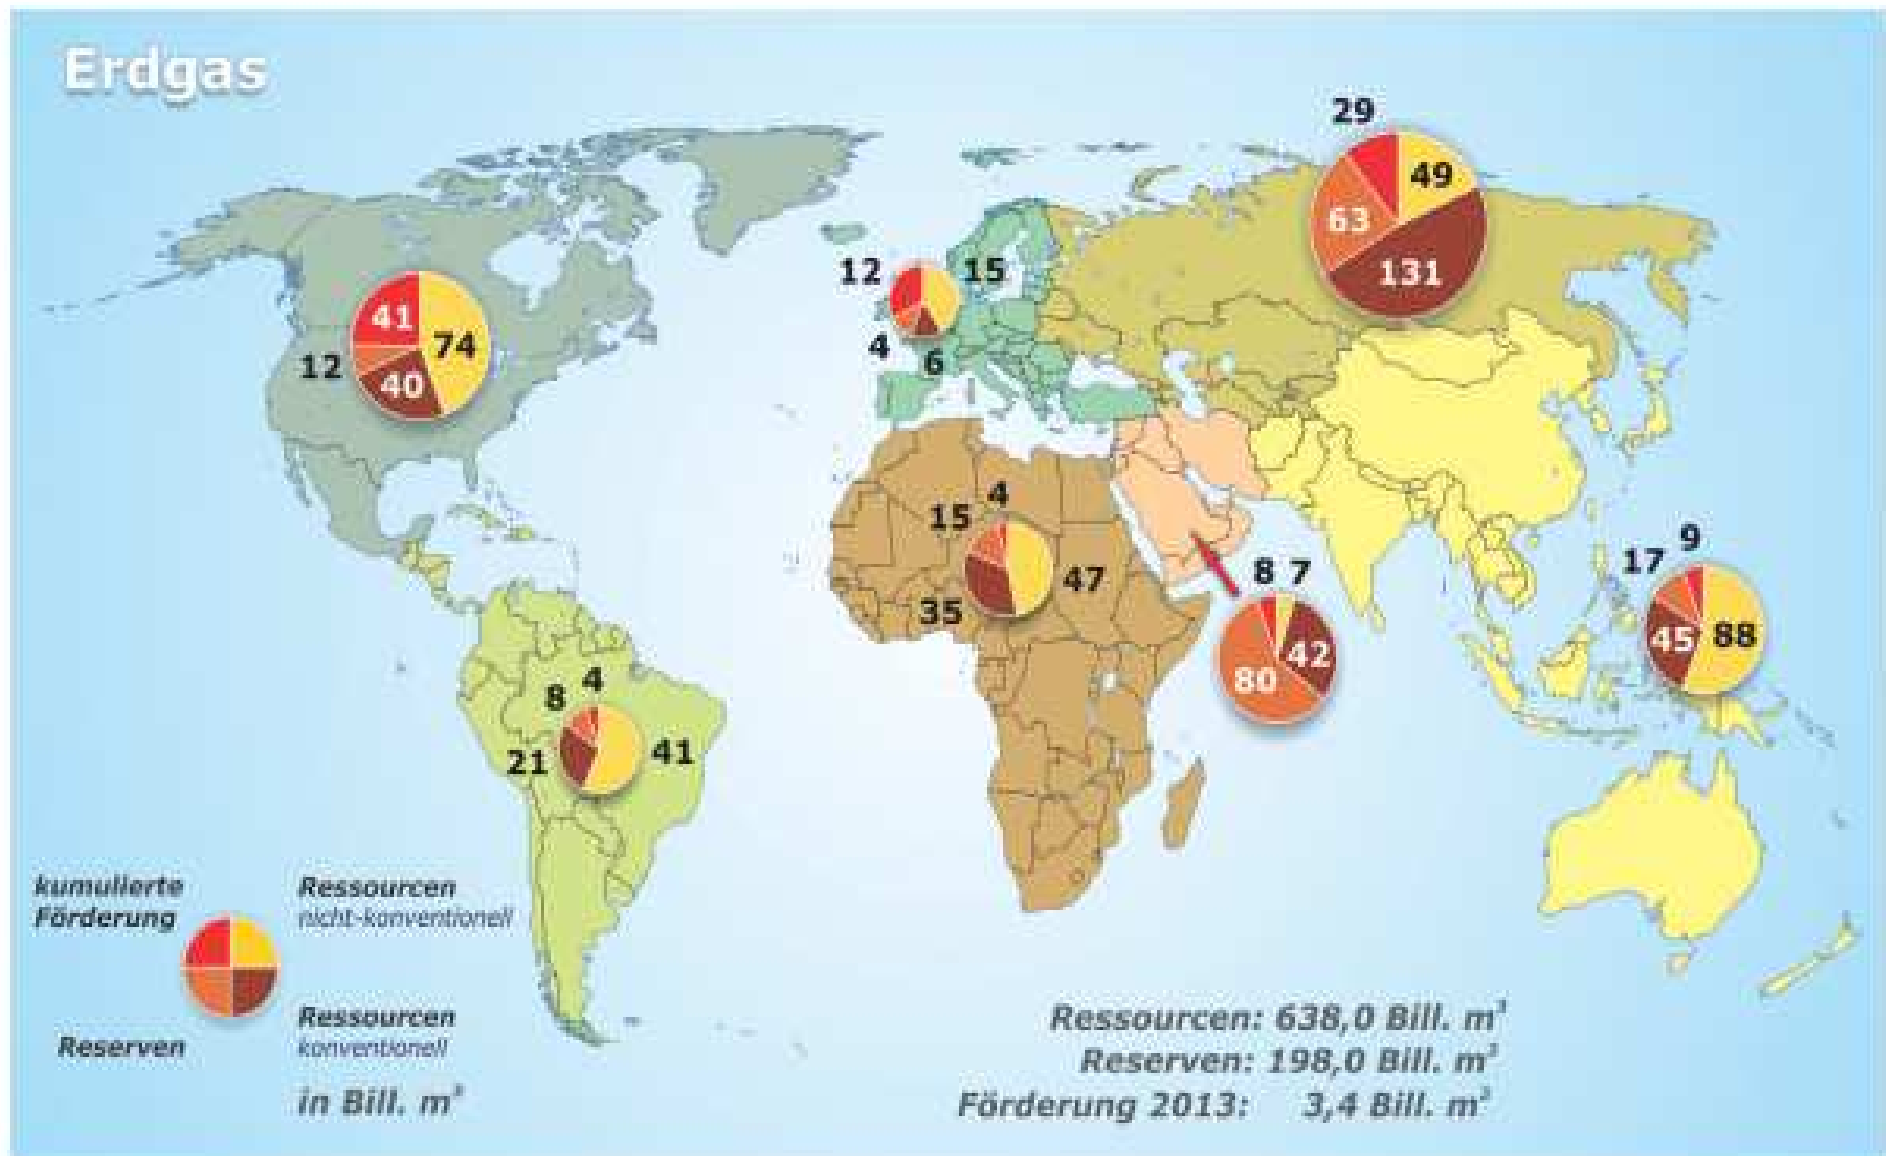 Erdgas
29
49
63
131
12
15
4
6
41
74
12
40
4
15
47
35
8 7
42
80
9
17
45
88
8
4
21
41
kumulierte
Förderung
Ressourcen
nicht-konventionell
Reserven
Ressourcen
konventionell
in Bill. m³
Ressourcen: 638,0 Bill. m³
Reserven: 198,0 Bill. m³
Förderung 2013: 3,4 Bill. m³